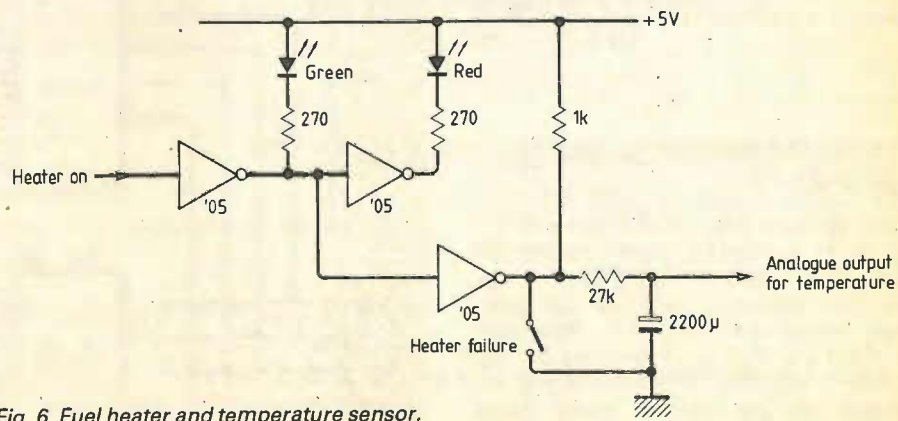 +5V
Green
Red
270
270
1k
Heater on
'05
'05
'05
27k
Analogue output
for temperature
2200μ
Heater failure
Fig. 6. Fuel heater and temperature sensor.